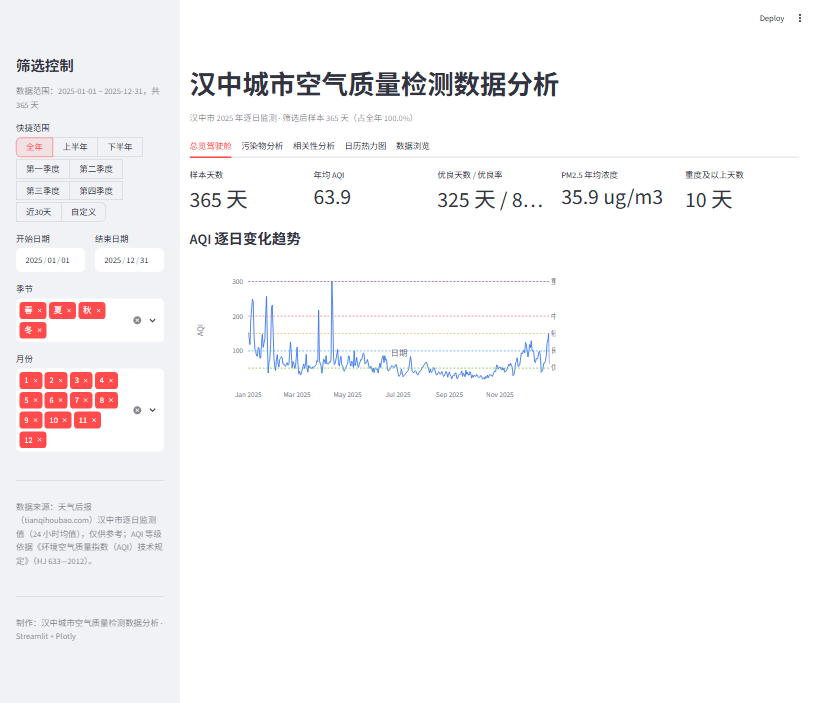 Deploy
筛选控制
数据范围：2025-01-01 ~ 2025-12-31，共
365 天
快捷范围
全年 上半年 下半年
第一季度 第二季度
第三季度 第四季度
近30天 自定义
开始日期 结束日期
2025 / 01 / 01 2025 / 12 / 31
季节
春 × 夏 × 秋 ×
冬 ×
月份
1 × 2 × 3 × 4 ×
5 × 6 × 7 × 8 ×
9 × 10 × 11 ×
12 ×
数据来源：天气后报
（tianqihoubao.com）汉中市逐日监测
值（24 小时均值），仅供参考；AQI 等级
依据《环境空气质量指数（AQI）技术规
定》（HJ 633—2012）。
制作：汉中城市空气质量检测数据分析 ·
Streamlit + Plotly
汉中城市空气质量检测数据分析
汉中市 2025 年逐日监测 · 筛选后样本 365 天（占全年 100.0%）
总览驾驶舱 污染物分析 相关性分析 日历热力图 数据浏览
样本天数 年均 AQI 优良天数 / 优良率 PM2.5 年均浓度 重度及以上天数
365 天 63.9 325 天 / 8... 35.9 ug/m3 10 天
AQI 逐日变化趋势
300
200
100
AQI
日期
Jan 2025 Mar 2025 May 2025 Jul 2025 Sep 2025 Nov 2025